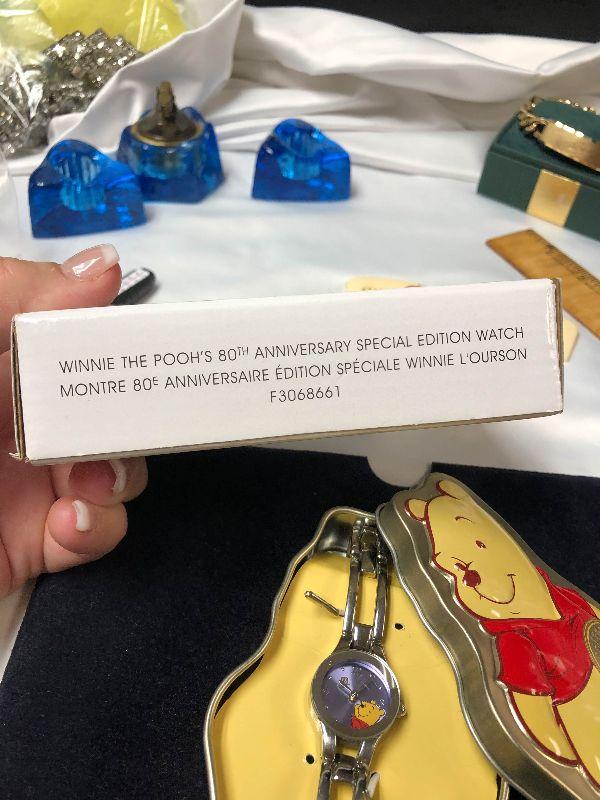 WINNIE THE POOH'S 80TH ANNIVERSARY SPECIAL EDITION WATCH
MONTRE 80E ANNIVERSAIRE ÉDITION SPÉCIALE WINNIE L'OURSON
F3068661